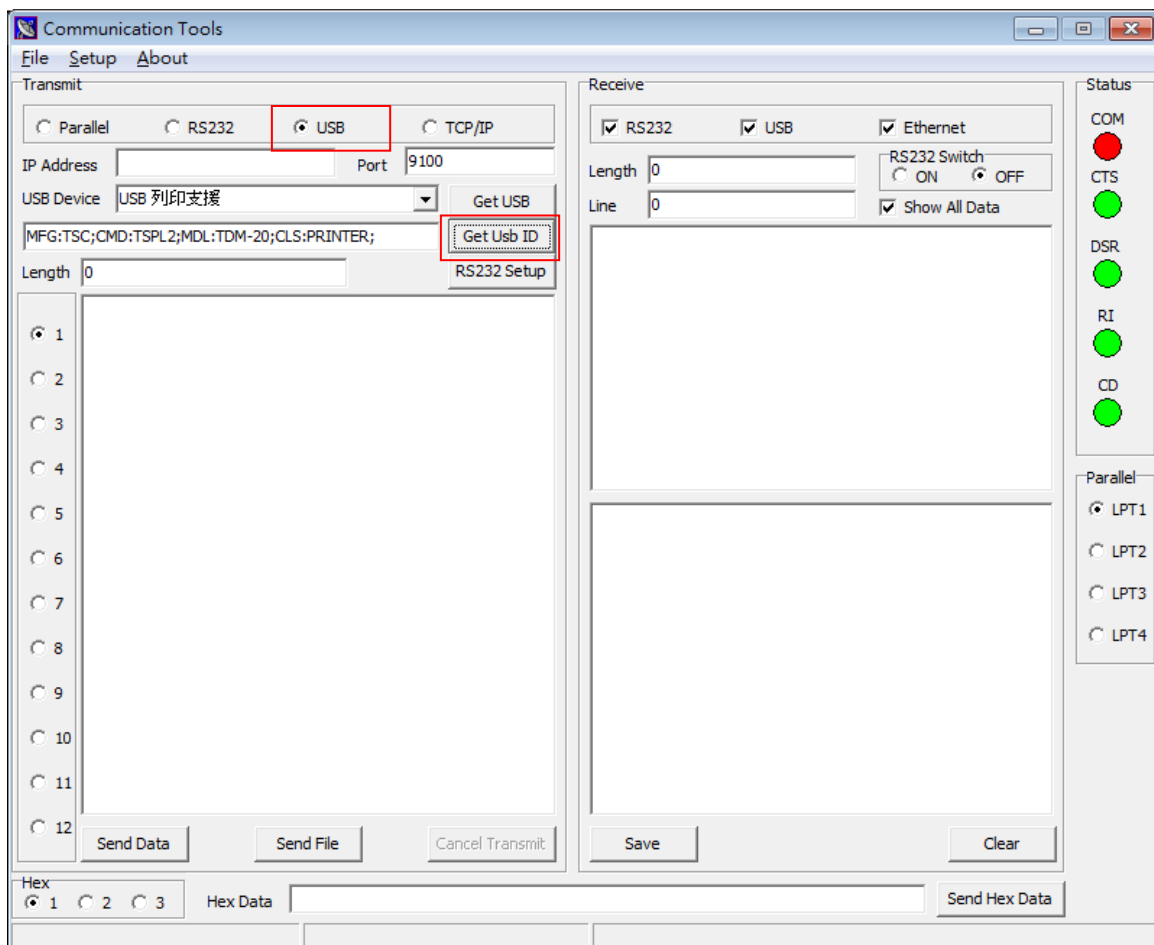 Communication Tools
File Setup About
Transmit
Parallel RS232 USB TCP/IP
IP Address Port 9100
USB Device USB 列印支援 Get USB
MFG:TSC;CMD:TSPL2;MDL:TDM-20;CLS:PRINTER; Get Usb ID
Length 0 RS232 Setup
1
2
3
4
5
6
7
8
9
10
11
12
Send Data Send File Cancel Transmit
Receive
RS232 USB Ethernet
Length 0 RS232 Switch
ON OFF
Line 0 Show All Data
Save Clear
Status
COM
CTS
DSR
RI
CD
Parallel
LPT1
LPT2
LPT3
LPT4
Hex
1 2 3 Hex Data Send Hex Data